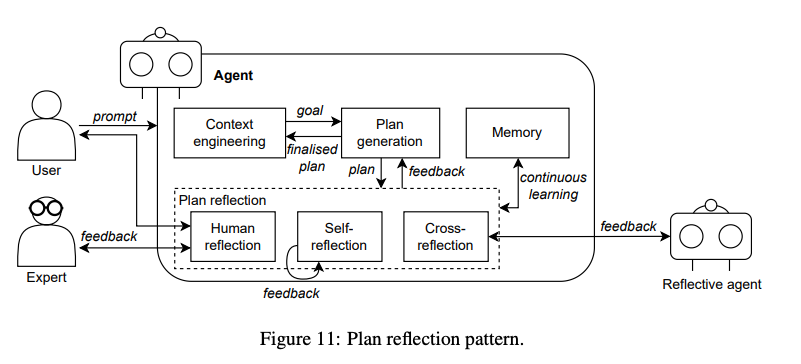 Agent
prompt
User
Context
engineering
goal
finalised
plan
Plan
generation
Memory
plan
feedback
continuous
learning
Plan reflection
Human
reflection
Self-
reflection
Cross-
reflection
feedback
Expert
feedback
feedback
Reflective agent
Figure 11: Plan reflection pattern.